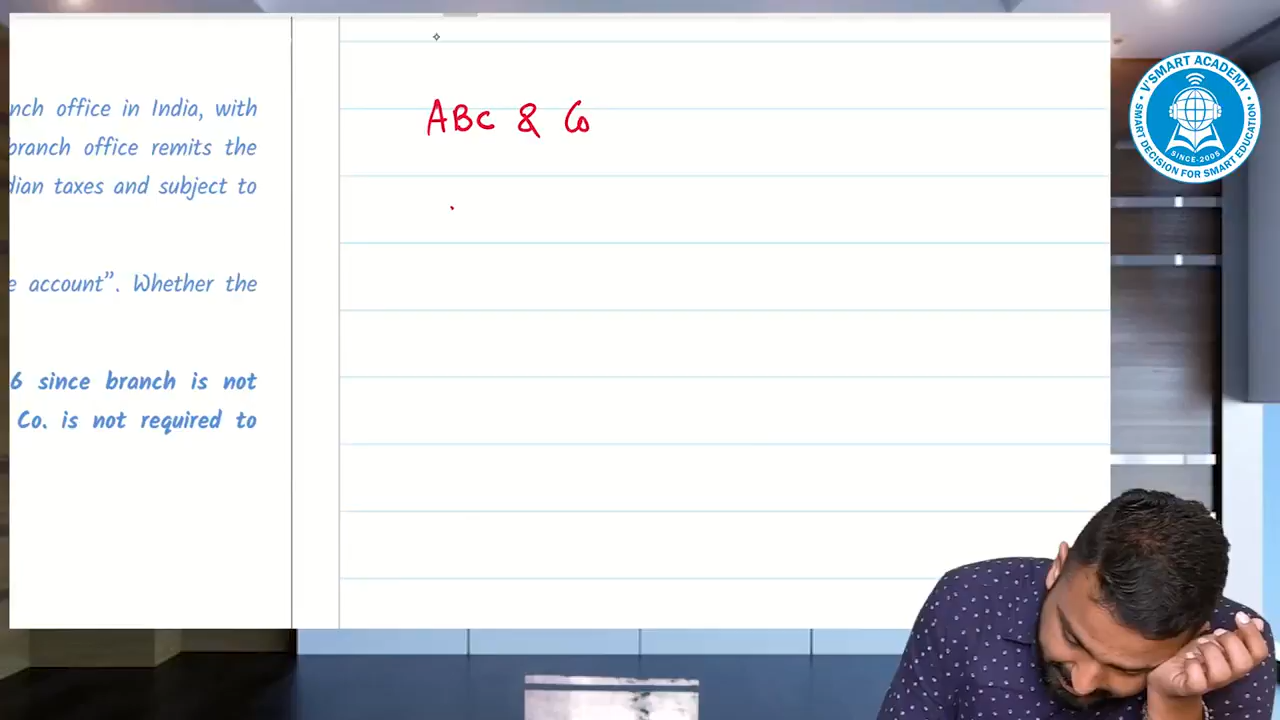 nch office in India, with
branch office remits the
dian taxes and subject to
e account”. Whether the
6 since branch is not
Co. is not required to
ABC & Co
V'SMART ACADEMY
SINCE-2005
SMART DECISION FOR SMART EDUCATION